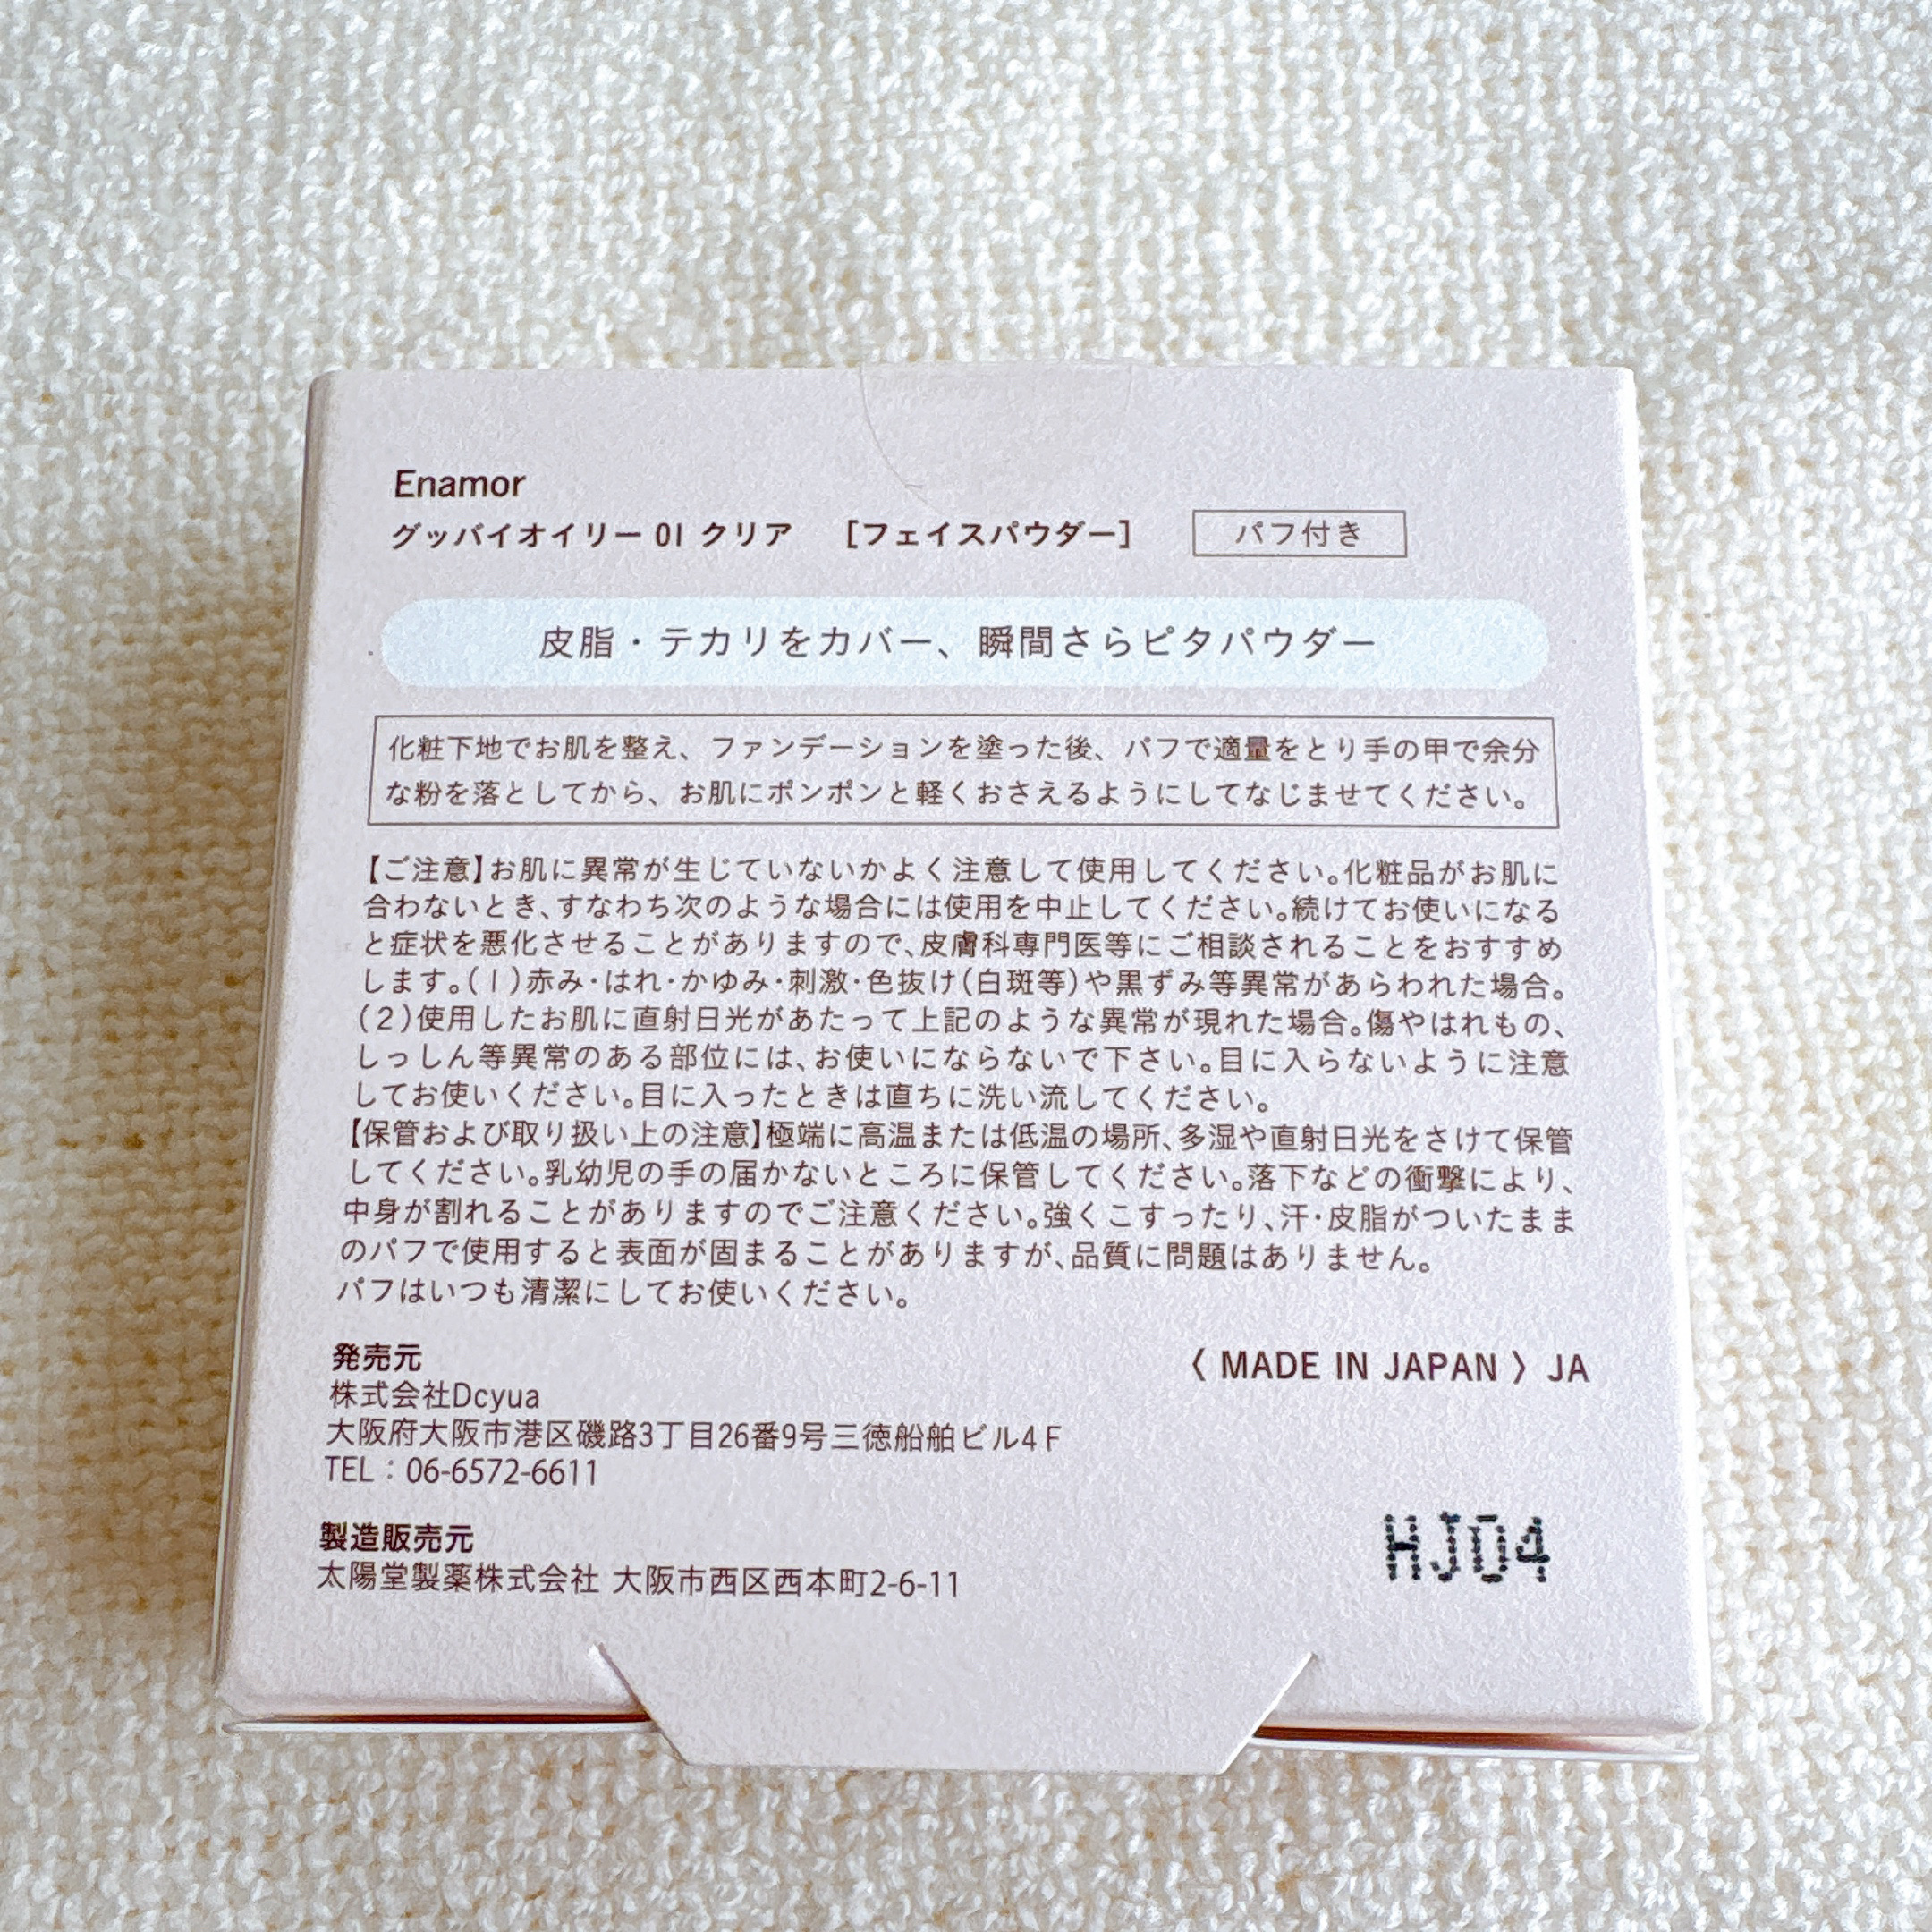 Enamor
グッバイオイリー 01 クリア ［フェイスパウダー］ パフ付き
皮脂・テカリをカバー、瞬間さらピタパウダー
化粧下地でお肌を整え、ファンデーションを塗った後、パフで適量をとり手の甲で余分
な粉を落としてから、お肌にポンポンと軽くおさえるようにしてなじませてください。
【ご注意】お肌に異常が生じていないかよく注意して使用してください。化粧品がお肌に
合わないとき、すなわち次のような場合には使用を中止してください。続けてお使いになる
と症状を悪化させることがありますので、皮膚科専門医等にご相談されることをおすすめ
します。(1)赤み・はれ・かゆみ・刺激・色抜け(白斑等)や黒ずみ等異常があらわれた場合。
(2)使用したお肌に直射日光があたって上記のような異常が現れた場合。傷やはれもの、
しっしん等異常のある部位には、お使いにならないで下さい。目に入らないように注意
してお使いください。目に入ったときは直ちに洗い流してください。
【保管および取り扱い上の注意】極端に高温または低温の場所、多湿や直射日光をさけて保管
してください。乳幼児の手の届かないところに保管してください。落下などの衝撃により、
中身が割れることがありますのでご注意ください。強くこすったり、汗・皮脂がついたまま
のパフで使用すると表面が固まることがありますが、品質に問題はありません。
パフはいつも清潔にしてお使いください。
発売元
株式会社Dcyua
大阪府大阪市港区磯路3丁目26番9号三徳船舶ビル4F
TEL：06-6572-6611
〈 MADE IN JAPAN 〉 JA
製造販売元
太陽堂製薬株式会社 大阪市西区西本町2-6-11
HJ04